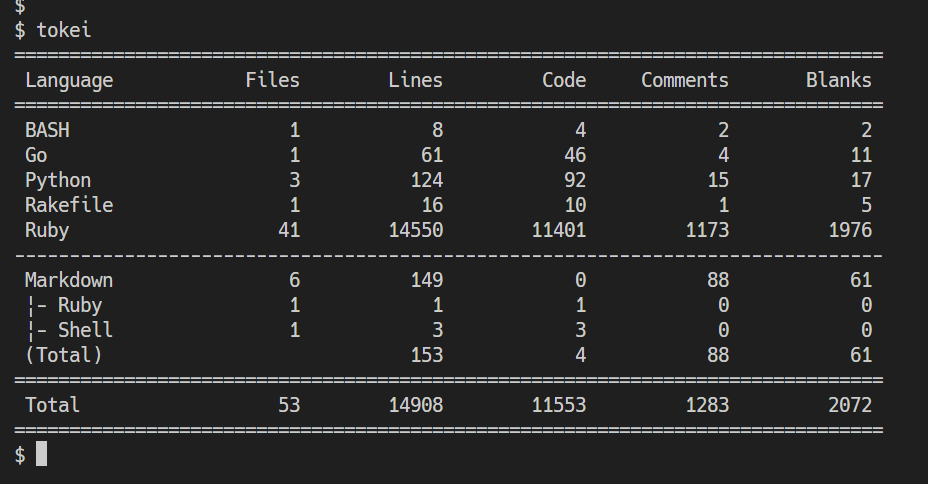 $
$ tokei
===============================================================================
 Language            Files        Lines         Code     Comments       Blanks
===============================================================================
 BASH                    1            8            4            2            2
 Go                      1           61           46            4           11
 Python                  3          124           92           15           17
 Rakefile                1           16           10            1            5
 Ruby                   41        14550        11401         1173         1976
-------------------------------------------------------------------------------
 Markdown                6          149            0           88           61
 ¦- Ruby                 1            1            1            0            0
 ¦- Shell                1            3            3            0            0
 (Total)                            153            4           88           61
===============================================================================
 Total                  53        14908        11553         1283         2072
===============================================================================
$